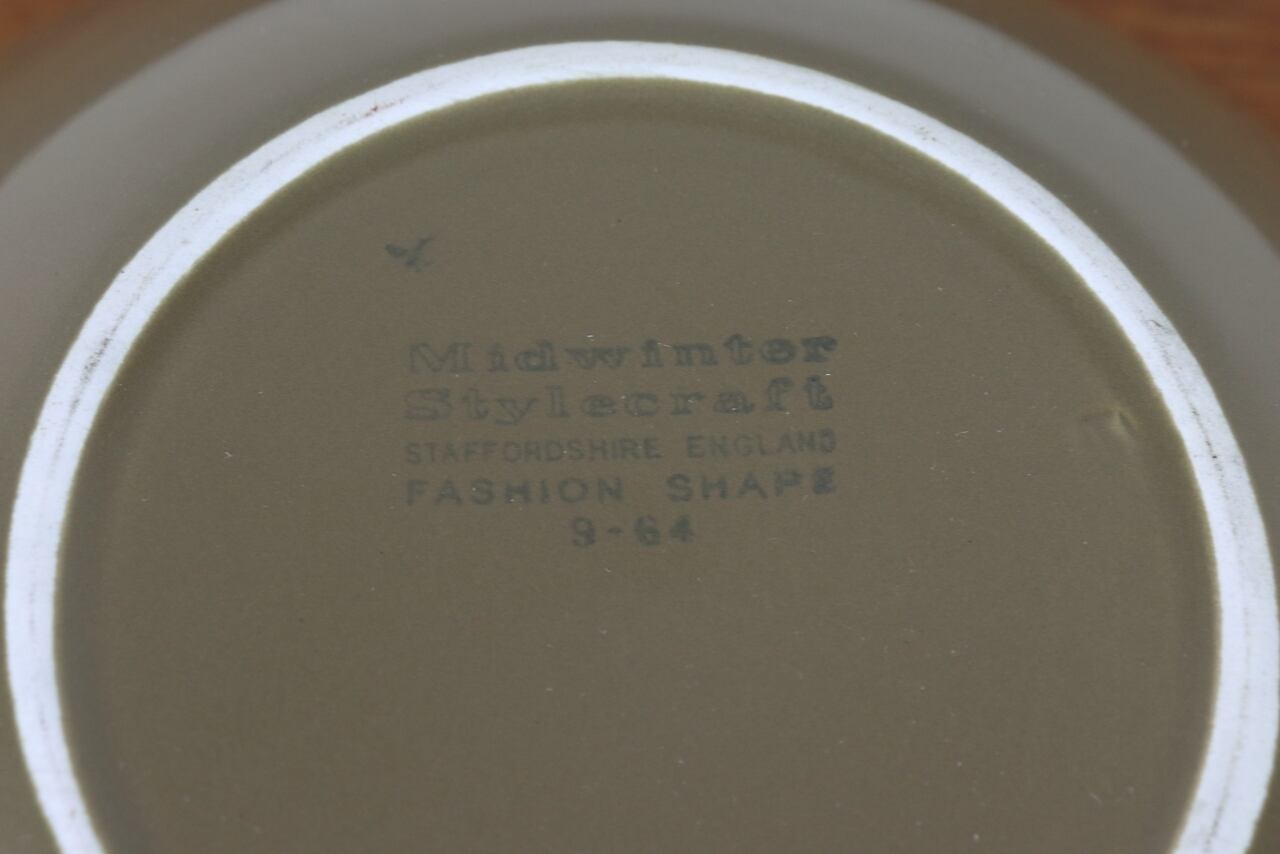 Midwinter
Stylecraft
STAFFORDSHIRE ENGLAND
FASHION SHAPE
9-64